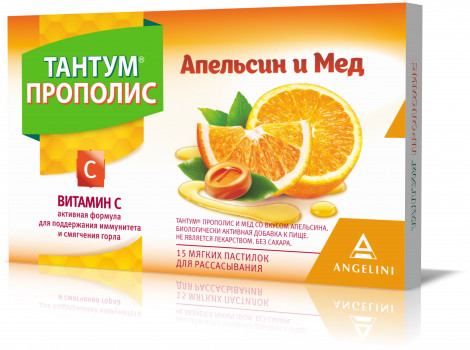 ТАНТУМ®
ПРОПОЛИС
Апельсин и Мед
C
ВИТАМИН С
активная формула
для поддержания иммунитета
и смягчения горла
ТАНТУМ® ПРОПОЛИС И МЕД СО ВКУСОМ АПЕЛЬСИНА.
БИОЛОГИЧЕСКИ АКТИВНАЯ ДОБАВКА К ПИЩЕ.
НЕ ЯВЛЯЕТСЯ ЛЕКАРСТВОМ. БЕЗ САХАРА.
15 МЯГКИХ ПАСТИЛОК
ДЛЯ РАССАСЫВАНИЯ
ANGELINI